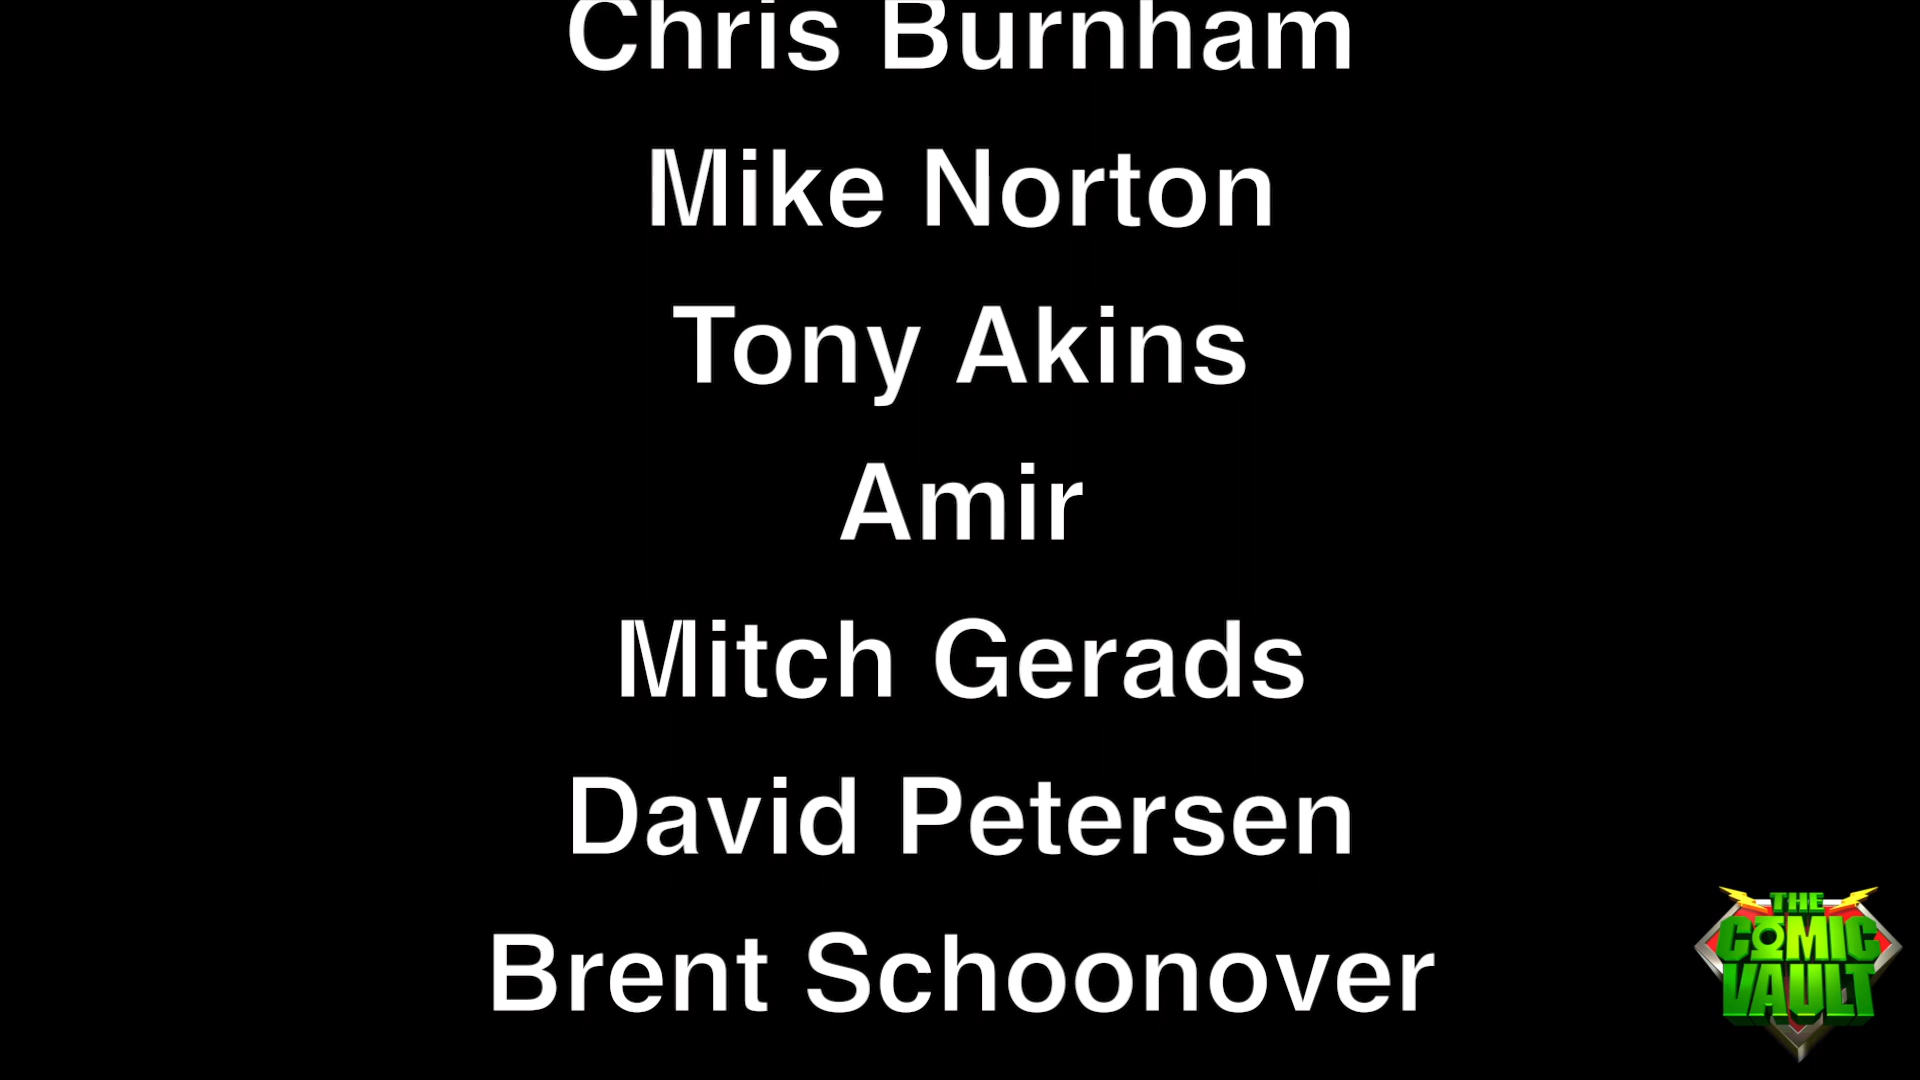 Chris Burnham
Mike Norton
Tony Akins
Amir
Mitch Gerads
David Petersen
Brent Schoonover
THE
COMIC
VAULT